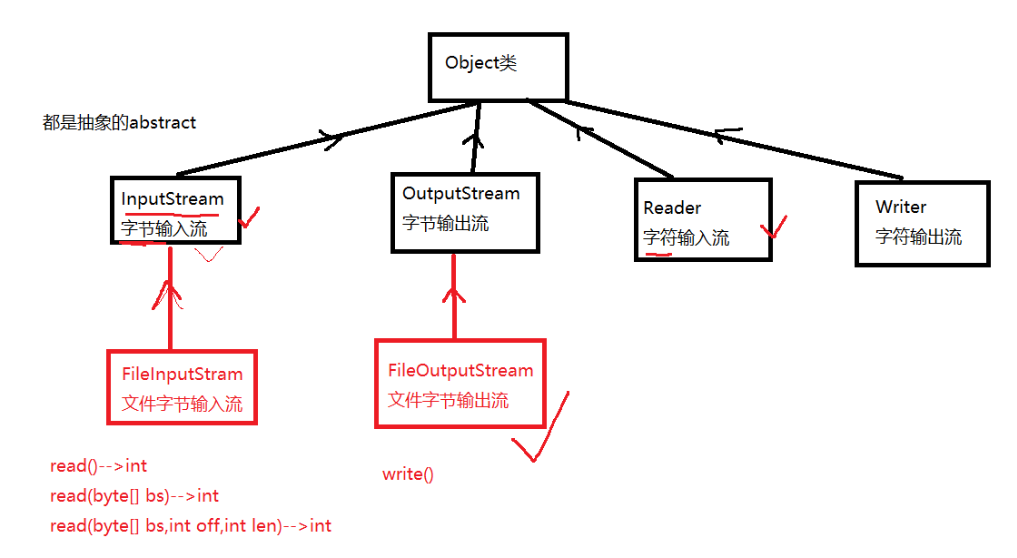 Object类
都是抽象的abstract
InputStream
字节输入流
OutputStream
字节输出流
Reader
字符输入流
Writer
字符输出流
FileInputStram
文件字节输入流
FileOutputStream
文件字节输出流
read()-->int
read(byte[] bs)-->int
read(byte[] bs,int off,int len)-->int
write()